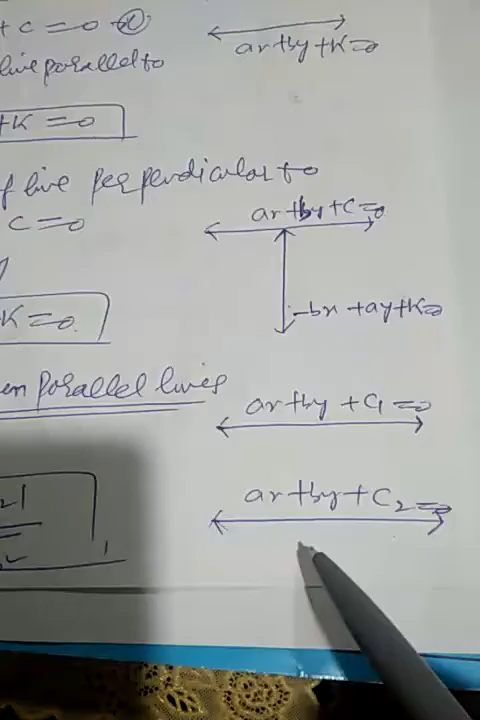 + c = 0
ax+by+k=0
line parallel to
+k = 0
of line perpendicular to
c = 0
ax+by+c=0
-bx+ay+k=0
k = 0
en parallel lines
ax+by+c₁=0
ax+by+c₂=0